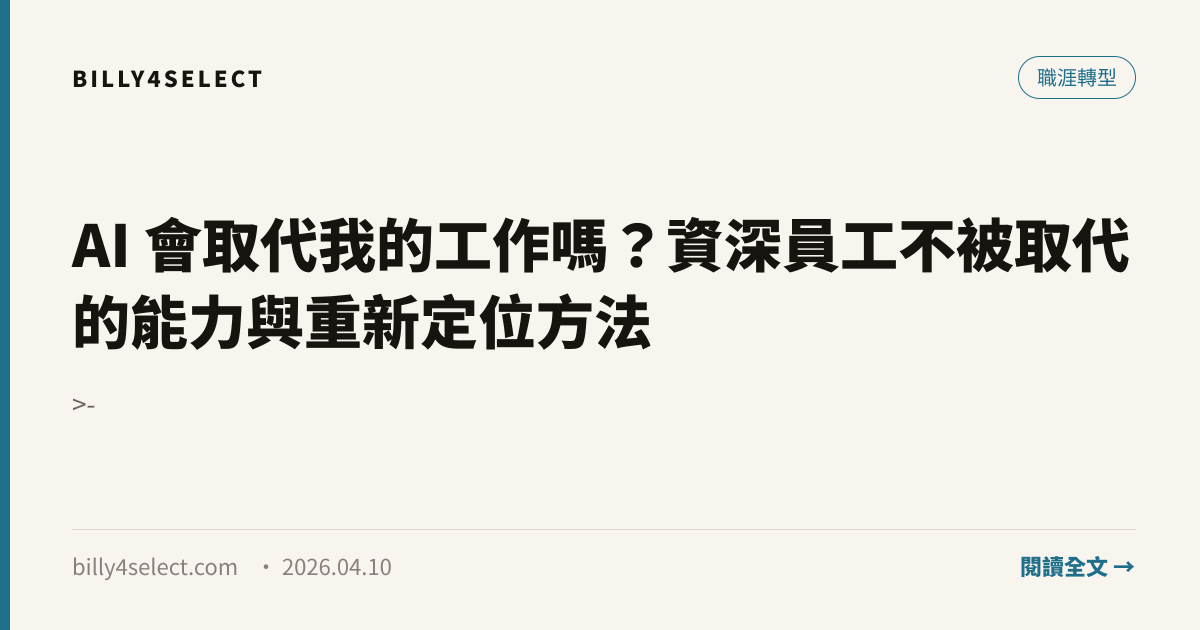 BILLY4SELECT
職涯轉型
AI 會取代我的工作嗎？資深員工不被取代
的能力與重新定位方法
>-
billy4select.com ・ 2026.04.10
閱讀全文 →